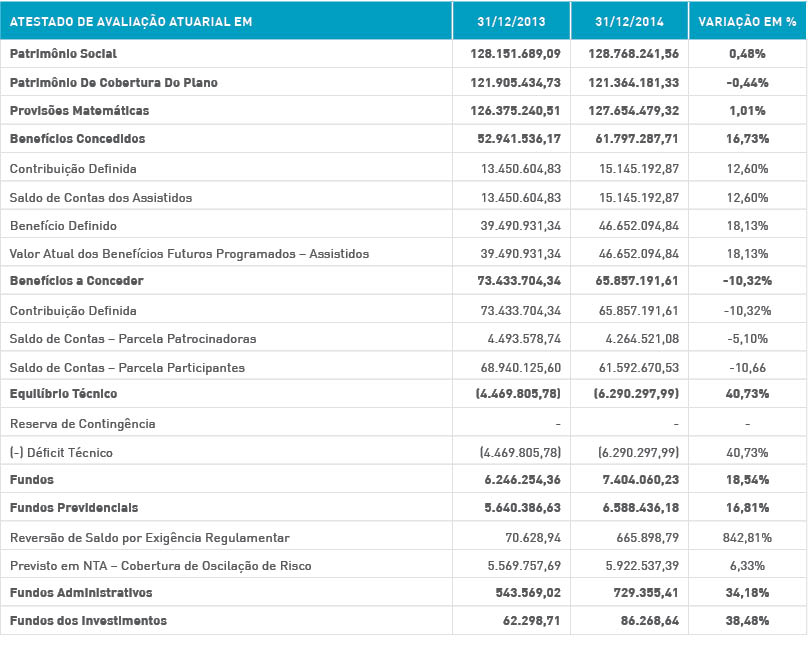 ATESTADO DE AVALIAÇÃO ATUARIAL EM 31/12/2013 31/12/2014 VARIAÇÃO EM %
Patrimônio Social 128.151.689,09 128.768.241,56 0,48%
Patrimônio De Cobertura Do Plano 121.905.434,73 121.364.181,33 -0,44%
Provisões Matemáticas 126.375.240,51 127.654.479,32 1,01%
Benefícios Concedidos 52.941.536,17 61.797.287,71 16,73%
Contribuição Definida 13.450.604,83 15.145.192,87 12,60%
Saldo de Contas dos Assistidos 13.450.604,83 15.145.192,87 12,60%
Benefício Definido 39.490.931,34 46.652.094,84 18,13%
Valor Atual dos Benefícios Futuros Programados – Assistidos 39.490.931,34 46.652.094,84 18,13%
Benefícios a Conceder 73.433.704,34 65.857.191,61 -10,32%
Contribuição Definida 73.433.704,34 65.857.191,61 -10,32%
Saldo de Contas – Parcela Patrocinadoras 4.493.578,74 4.264.521,08 -5,10%
Saldo de Contas – Parcela Participantes 68.940.125,60 61.592.670,53 -10,66
Equilíbrio Técnico (4.469.805,78) (6.290.297,99) 40,73%
Reserva de Contingência - - -
(-) Déficit Técnico (4.469.805,78) (6.290.297,99) 40,73%
Fundos 6.246.254,36 7.404.060,23 18,54%
Fundos Previdenciais 5.640.386,63 6.588.436,18 16,81%
Reversão de Saldo por Exigência Regulamentar 70.628,94 665.898,79 842,81%
Previsto em NTA – Cobertura de Oscilação de Risco 5.569.757,69 5.922.537,39 6,33%
Fundos Administrativos 543.569,02 729.355,41 34,18%
Fundos dos Investimentos 62.298,71 86.268,64 38,48%